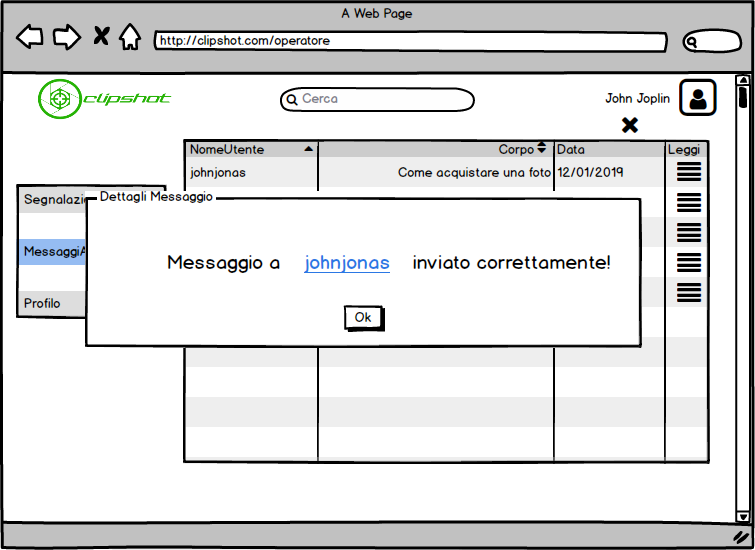 A Web Page
http://clipshot.com/operatore
clipshot
Cerca
John Joplin
NomeUtente Corpo Data Leggi
johnjonas Come acquistare una foto 12/01/2019
Dettagli Messaggio
Messaggio a johnjonas inviato correttamente!
Ok
Segnalazi
MessaggiA
Profilo